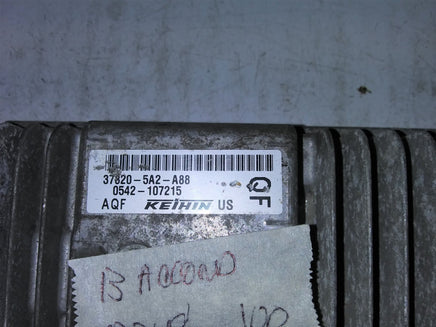 37820-5A2-A88
0542-107215
AQF KEIHIN US
QF
13 ACCORD